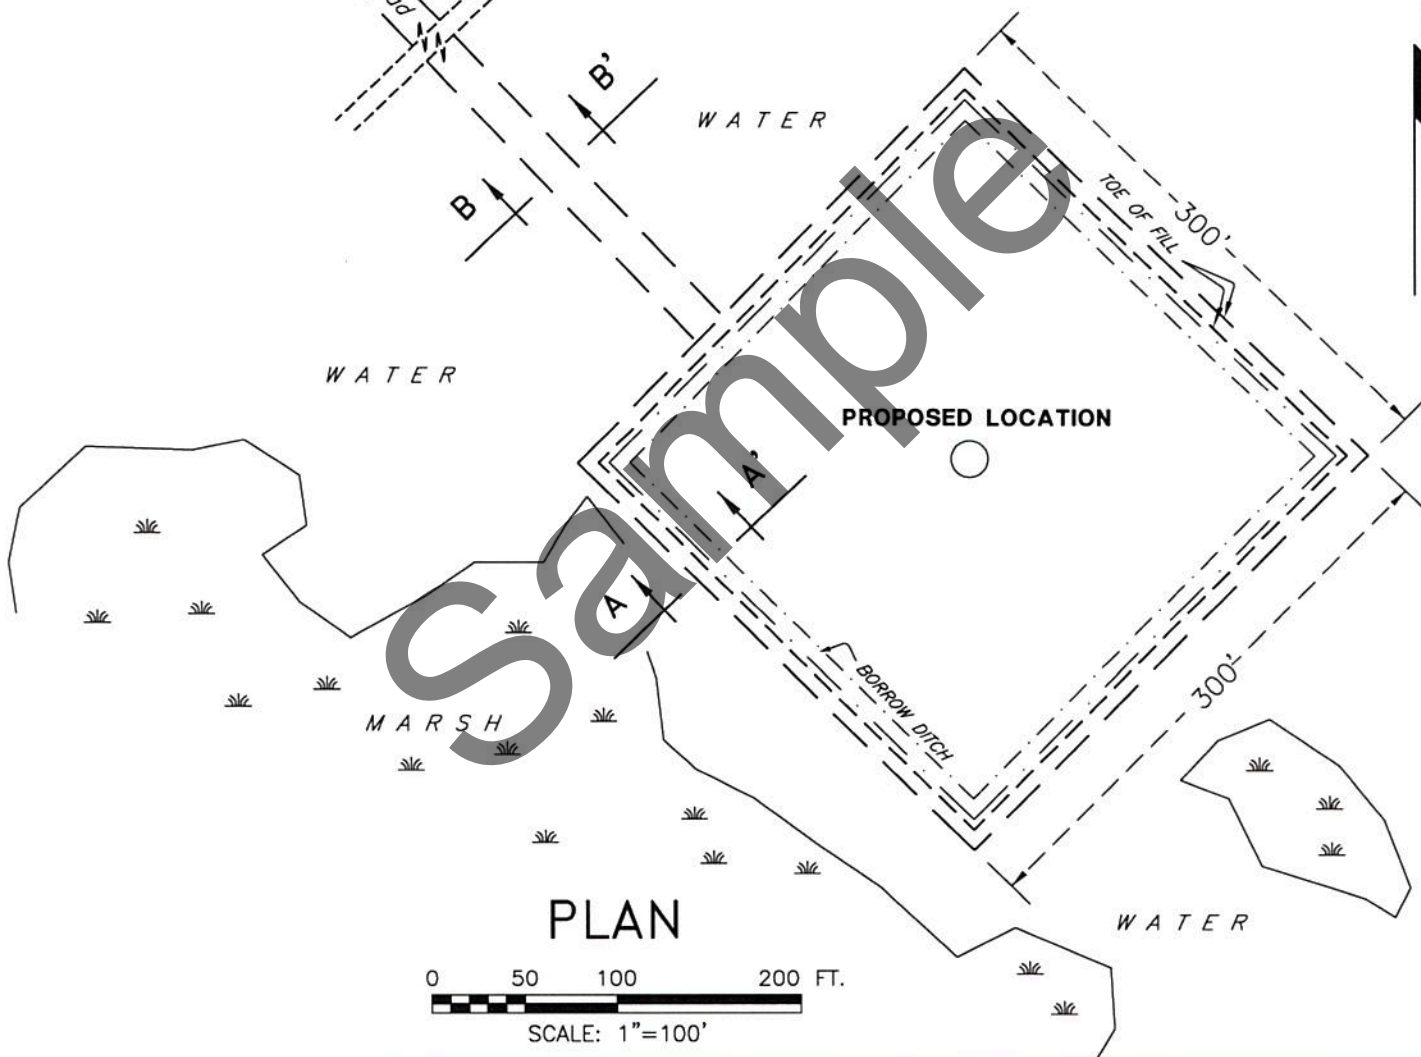 B'
WATER
B
TOE OF FILL
300'
WATER
PROPOSED LOCATION
A'
A
MARSH
BORROW DITCH
300'
WATER
PLAN
0 50 100 200 FT.
SCALE: 1"=100'
Sample